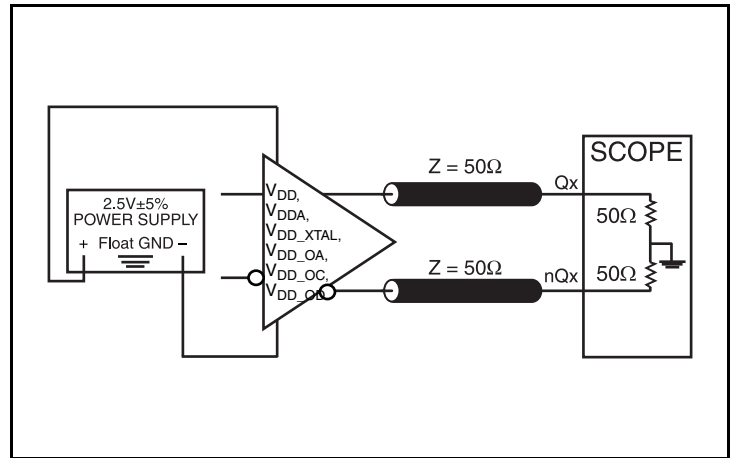 2.5V±5%
POWER SUPPLY
+ Float GND −
VDD,
VDDA,
VDD_XTAL,
VDD_OA,
VDD_OC,
VDD_OD
Z = 50Ω
Qx
Z = 50Ω
nQx
SCOPE
50Ω
50Ω